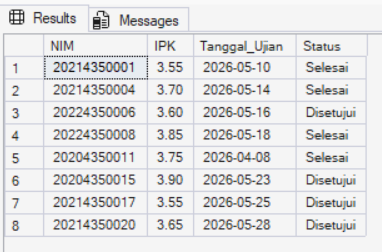 Results Messages
NIM IPK Tanggal_Ujian Status
1 20214350001 3.55 2026-05-10 Selesai
2 20214350004 3.70 2026-05-14 Selesai
3 20224350006 3.60 2026-05-16 Disetujui
4 20224350008 3.85 2026-05-18 Selesai
5 20204350011 3.75 2026-04-08 Selesai
6 20204350015 3.90 2026-05-23 Disetujui
7 20214350017 3.55 2026-05-25 Disetujui
8 20214350020 3.65 2026-05-28 Disetujui